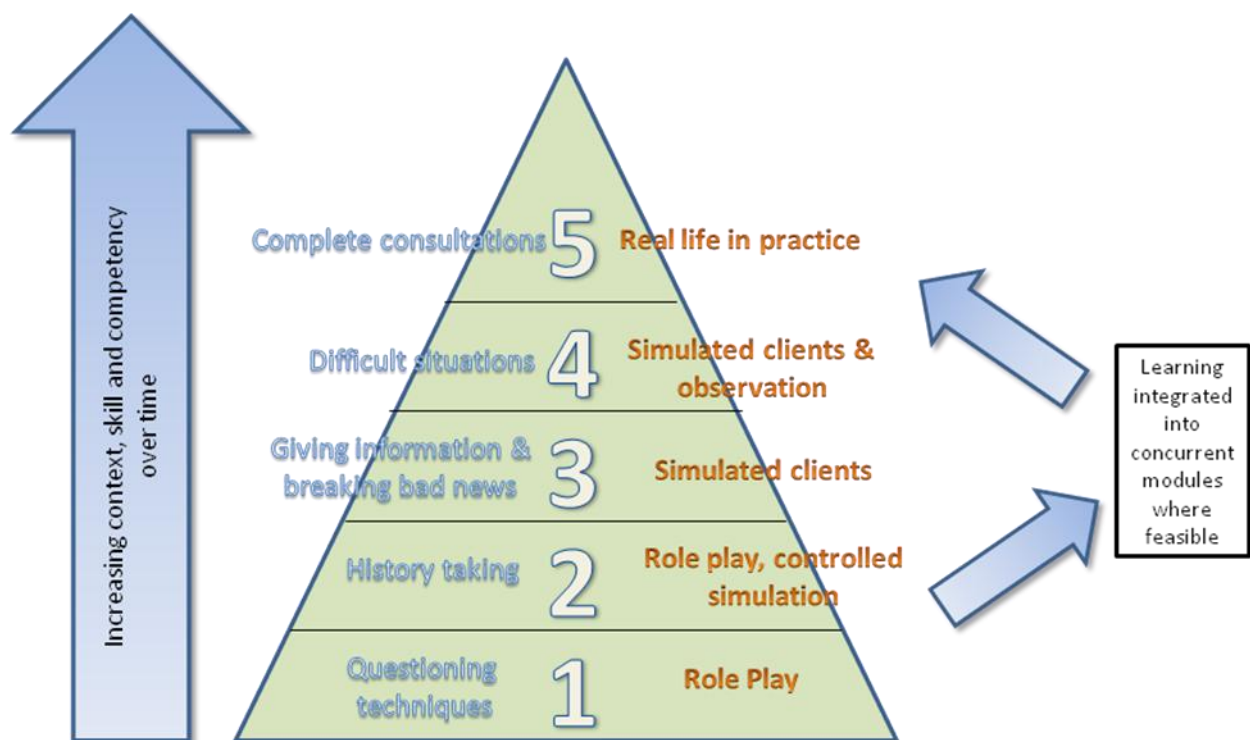 Increasing context, skill and competency
over time
Complete consultations
5
Real life in practice
Difficult situations
4
Simulated clients &
observation
Giving information &
breaking bad news
3
Simulated clients
History taking
2
Role play, controlled
simulation
Questioning
techniques
1
Role Play
Learning
integrated
into
concurrent
modules
where
feasible